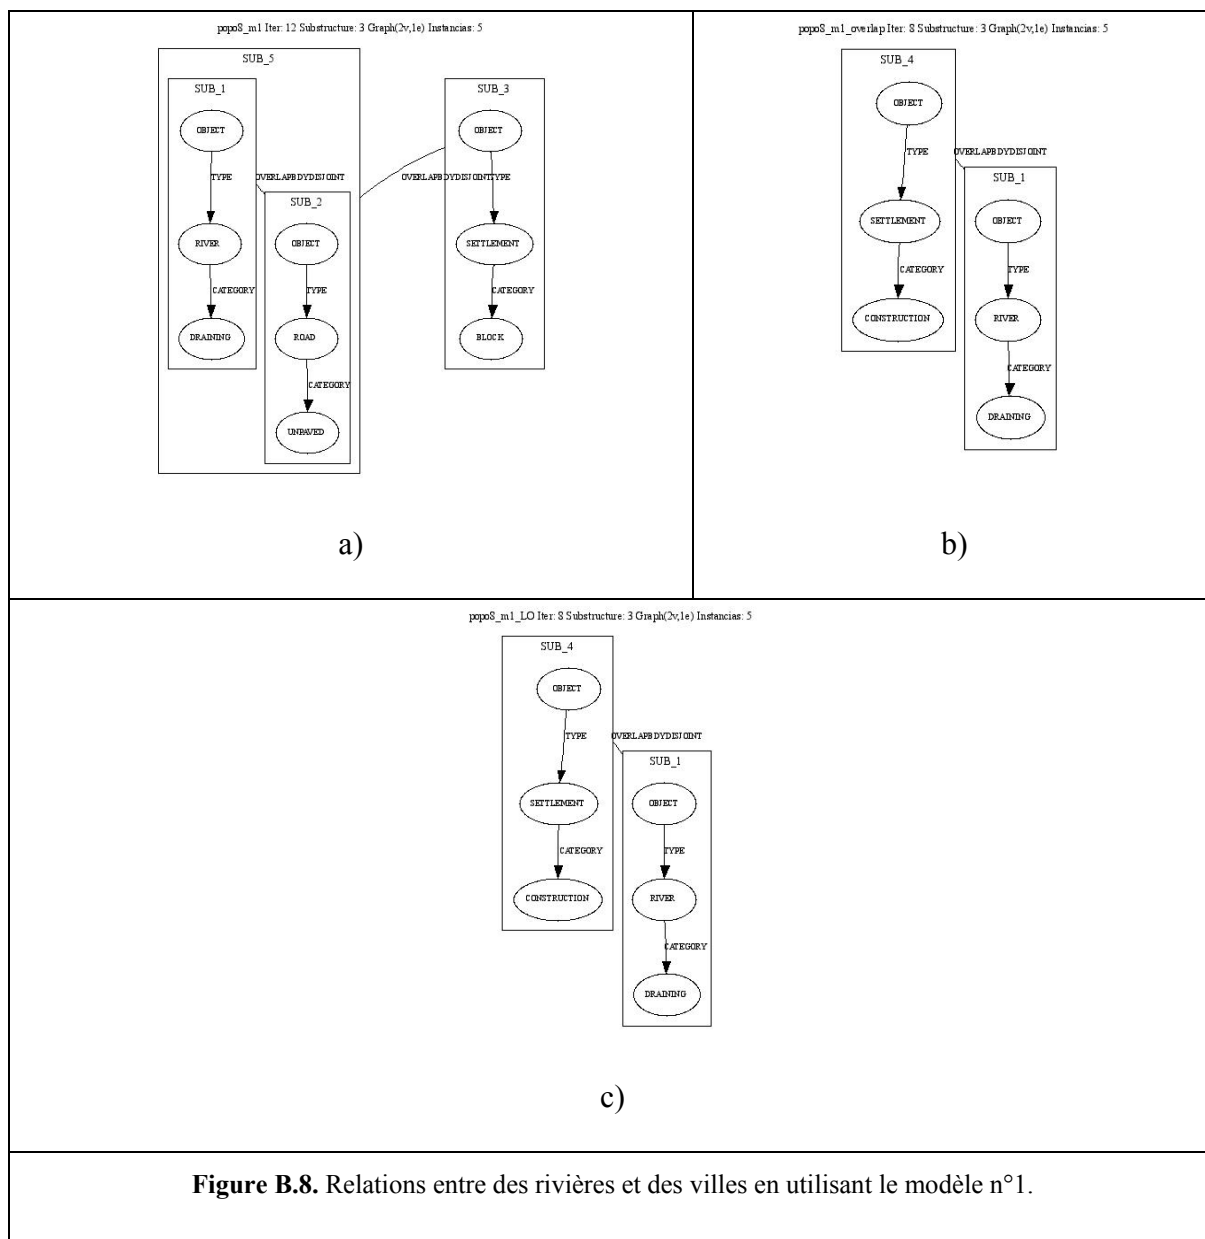 popo8_m1 Iter: 12 Substructure: 3 Graph(2v,1e) Instancias: 5
SUB_5
SUB_1
OBJECT
TYPE
RIVER
CATEGORY
DRAINING
OVERLAPBDYDISJOINT
SUB_2
OBJECT
TYPE
ROAD
CATEGORY
UNPAVED
OVERLAPBDYDISJOINT
SUB_3
OBJECT
TYPE
SETTLEMENT
CATEGORY
BLOCK
a)
popo8_m1_overlap Iter: 8 Substructure: 3 Graph(2v,1e) Instancias: 5
SUB_4
OBJECT
TYPE
SETTLEMENT
CATEGORY
CONSTRUCTION
OVERLAPBDYDISJOINT
SUB_1
OBJECT
TYPE
RIVER
CATEGORY
DRAINING
b)
popo8_m1_LO Iter: 8 Substructure: 3 Graph(2v,1e) Instancias: 5
SUB_4
OBJECT
TYPE
SETTLEMENT
CATEGORY
CONSTRUCTION
OVERLAPBDYDISJOINT
SUB_1
OBJECT
TYPE
RIVER
CATEGORY
DRAINING
c)
Figure B.8. Relations entre des rivières et des villes en utilisant le modèle n°1.